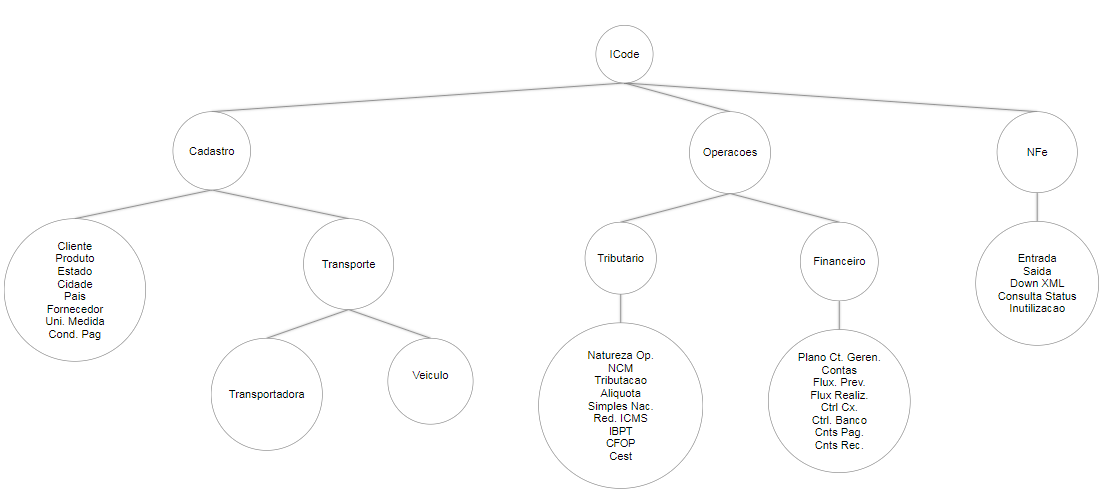 ICode
Cadastro
Operacoes
NFe
Cliente
Produto
Estado
Cidade
Pais
Fornecedor
Uni. Medida
Cond. Pag
Transporte
Tributario
Financeiro
Entrada
Saida
Down XML
Consulta Status
Inutilizacao
Transportadora
Veiculo
Natureza Op.
NCM
Tributacao
Aliquota
Simples Nac.
Red. ICMS
IBPT
CFOP
Cest
Plano Ct. Geren.
Contas
Flux. Prev.
Flux Realiz.
Ctrl Cx.
Ctrl. Banco
Cnts Pag.
Cnts Rec.